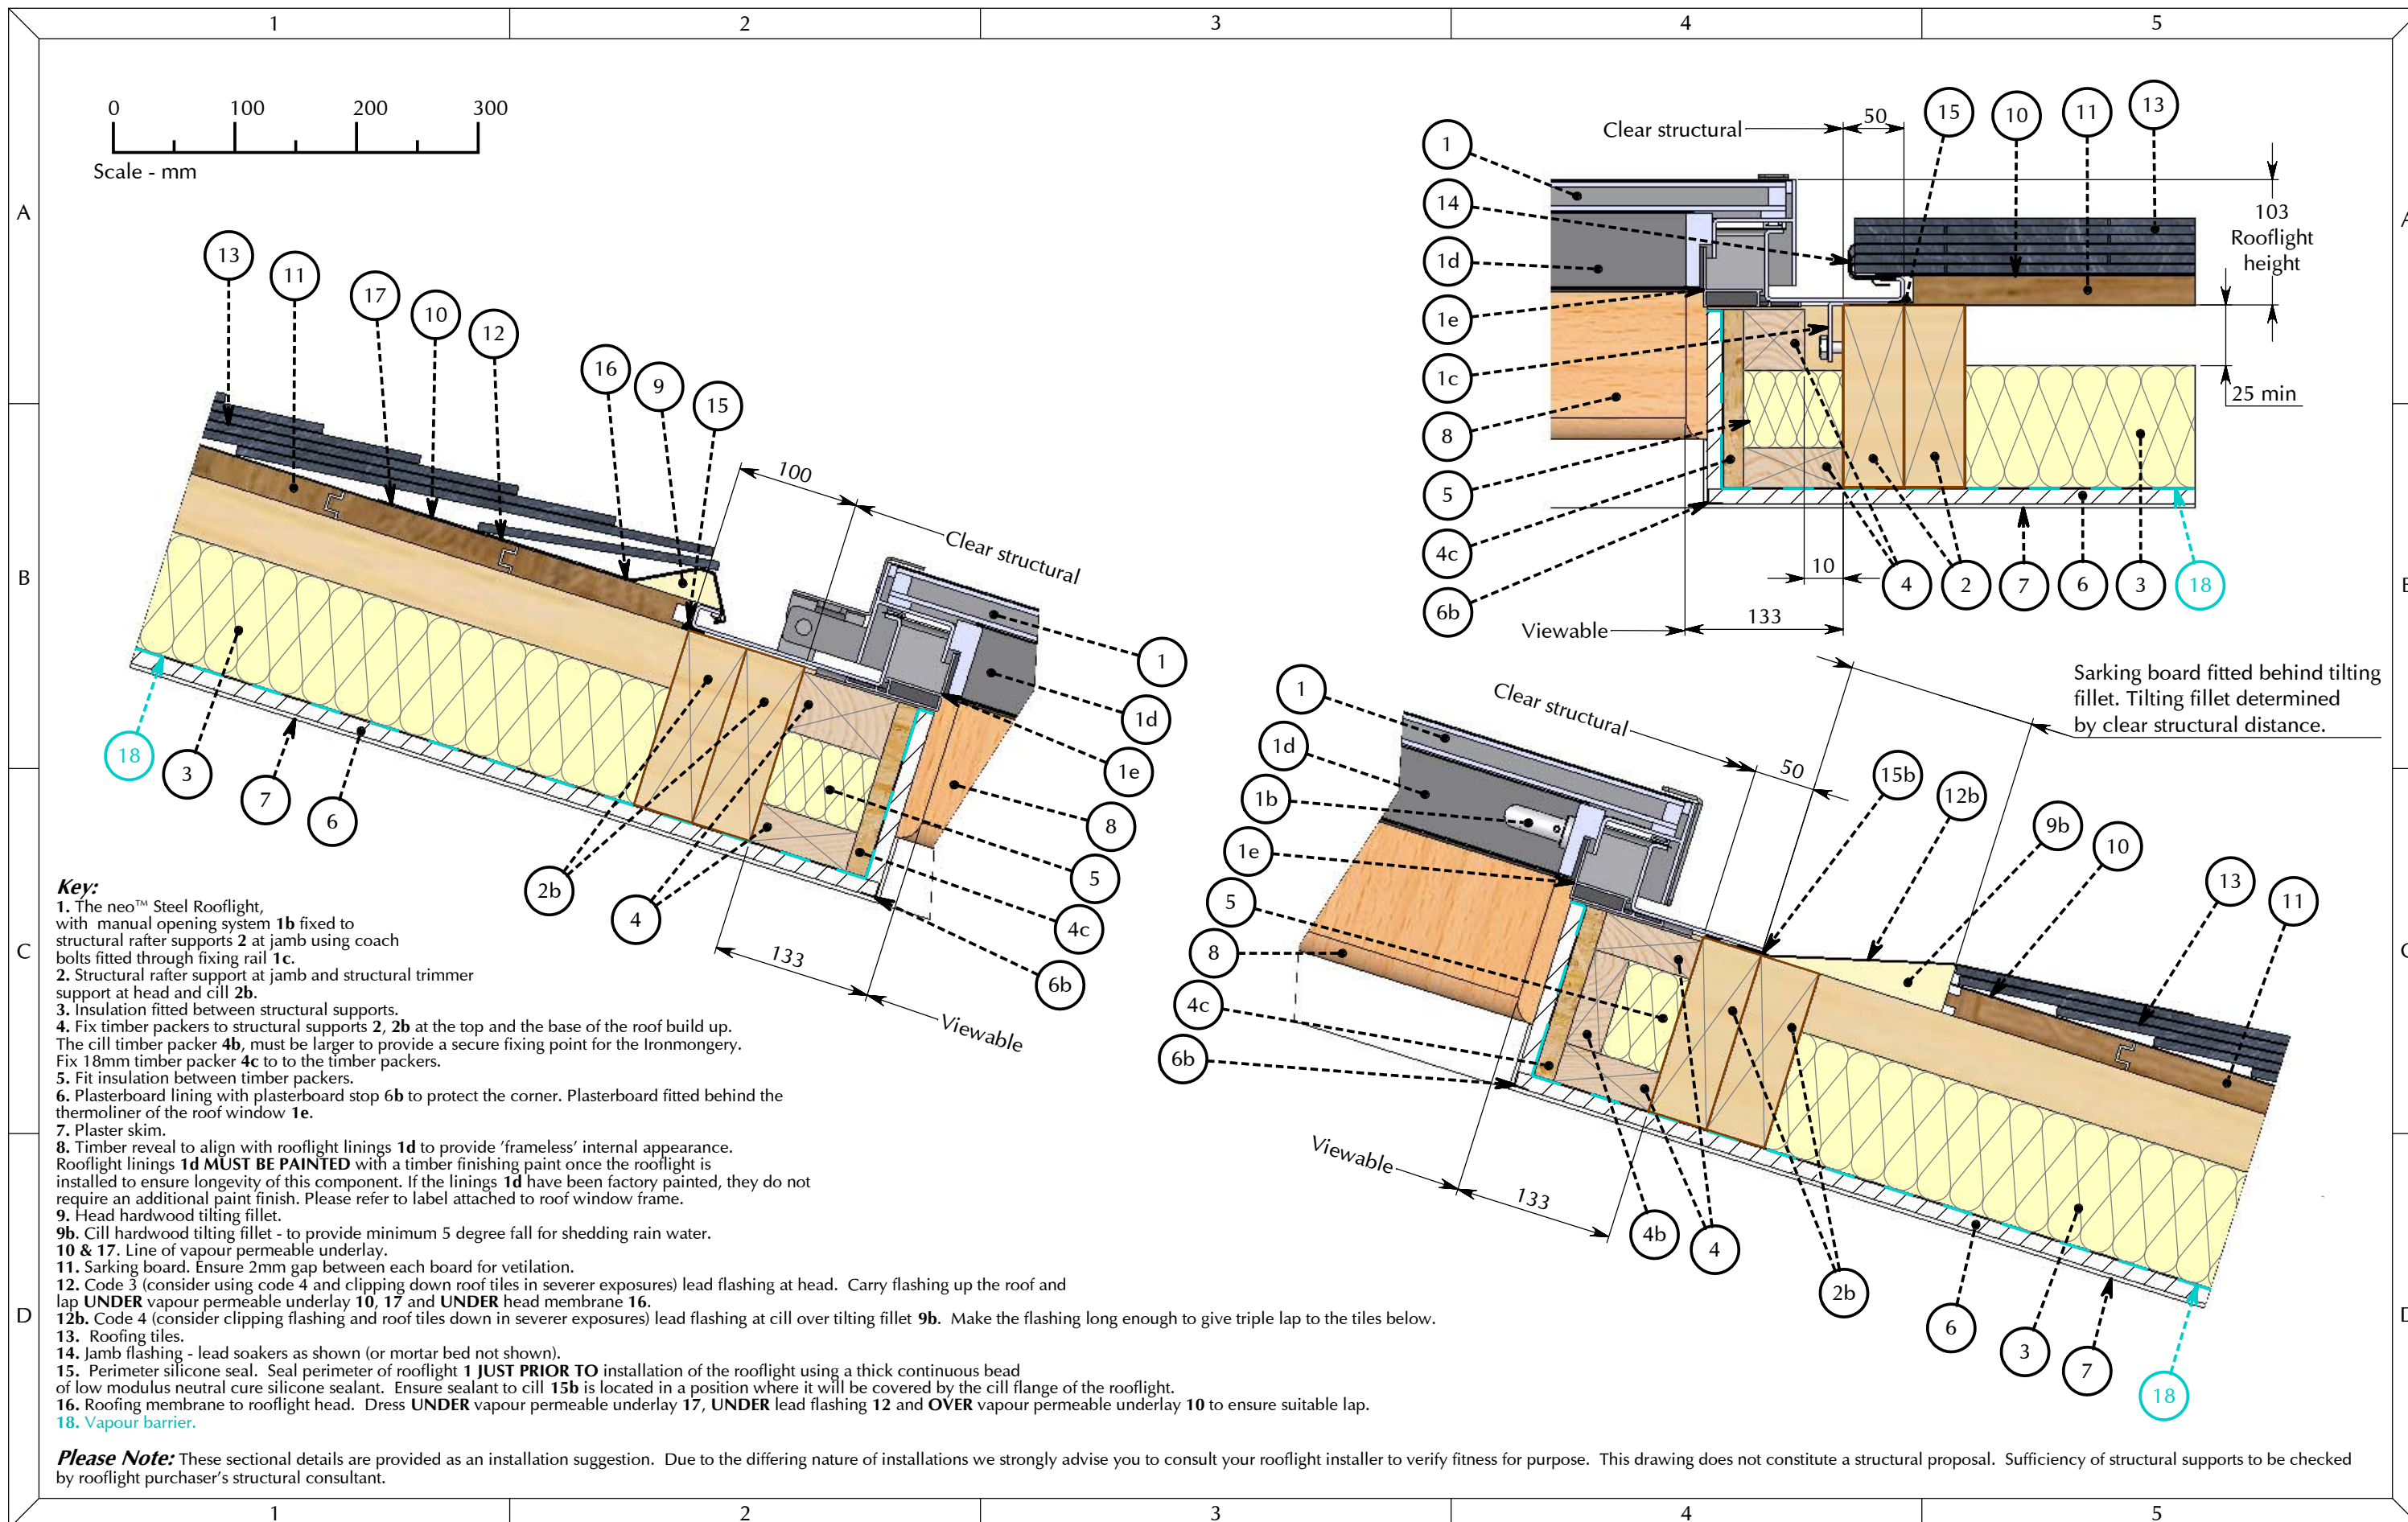 1 2 3 4 5
0 100 200 300
Scale - mm
A
B
C
D
13
11
17
10
12
16
9
15
100
Clear structural
1
1d
1e
8
5
4c
6b
18
3
7
6
2b
4
133
Viewable
1
14
1d
1e
1c
8
5
4c
6b
Clear structural
50
15
10
11
13
103
Rooflight
height
25 min
10
4
2
7
6
3
18
Viewable
133
1
1d
1b
1e
5
8
4c
6b
Clear structural
50
15b
12b
9b
10
13
11
Sarking board fitted behind tilting
fillet. Tilting fillet determined
by clear structural distance.
Viewable
133
4b
4
2b
6
3
7
18
Key:
1. The neo™ Steel Rooflight,
with manual opening system 1b fixed to
structural rafter supports 2 at jamb using coach
bolts fitted through fixing rail 1c.
2. Structural rafter support at jamb and structural trimmer
support at head and cill 2b.
3. Insulation fitted between structural supports.
4. Fix timber packers to structural supports 2, 2b at the top and the base of the roof build up.
The cill timber packer 4b, must be larger to provide a secure fixing point for the Ironmongery.
Fix 18mm timber packer 4c to to the timber packers.
5. Fit insulation between timber packers.
6. Plasterboard lining with plasterboard stop 6b to protect the corner. Plasterboard fitted behind the
thermoliner of the roof window 1e.
7. Plaster skim.
8. Timber reveal to align with rooflight linings 1d to provide 'frameless' internal appearance.
Rooflight linings 1d MUST BE PAINTED with a timber finishing paint once the rooflight is
installed to ensure longevity of this component. If the linings 1d have been factory painted, they do not
require an additional paint finish. Please refer to label attached to roof window frame.
9. Head hardwood tilting fillet.
9b. Cill hardwood tilting fillet - to provide minimum 5 degree fall for shedding rain water.
10 & 17. Line of vapour permeable underlay.
11. Sarking board. Ensure 2mm gap between each board for vetilation.
12. Code 3 (consider using code 4 and clipping down roof tiles in severer exposures) lead flashing at head. Carry flashing up the roof and
lap UNDER vapour permeable underlay 10, 17 and UNDER head membrane 16.
12b. Code 4 (consider clipping flashing and roof tiles down in severer exposures) lead flashing at cill over tilting fillet 9b. Make the flashing long enough to give triple lap to the tiles below.
13. Roofing tiles.
14. Jamb flashing - lead soakers as shown (or mortar bed not shown).
15. Perimeter silicone seal. Seal perimeter of rooflight 1 JUST PRIOR TO installation of the rooflight using a thick continuous bead
of low modulus neutral cure silicone sealant. Ensure sealant to cill 15b is located in a position where it will be covered by the cill flange of the rooflight.
16. Roofing membrane to rooflight head. Dress UNDER vapour permeable underlay 17, UNDER lead flashing 12 and OVER vapour permeable underlay 10 to ensure suitable lap.
18. Vapour barrier.
Please Note: These sectional details are provided as an installation suggestion. Due to the differing nature of installations we strongly advise you to consult your rooflight installer to verify fitness for purpose. This drawing does not constitute a structural proposal. Sufficiency of structural supports to be checked
by rooflight purchaser's structural consultant.
1 2 3 4 5